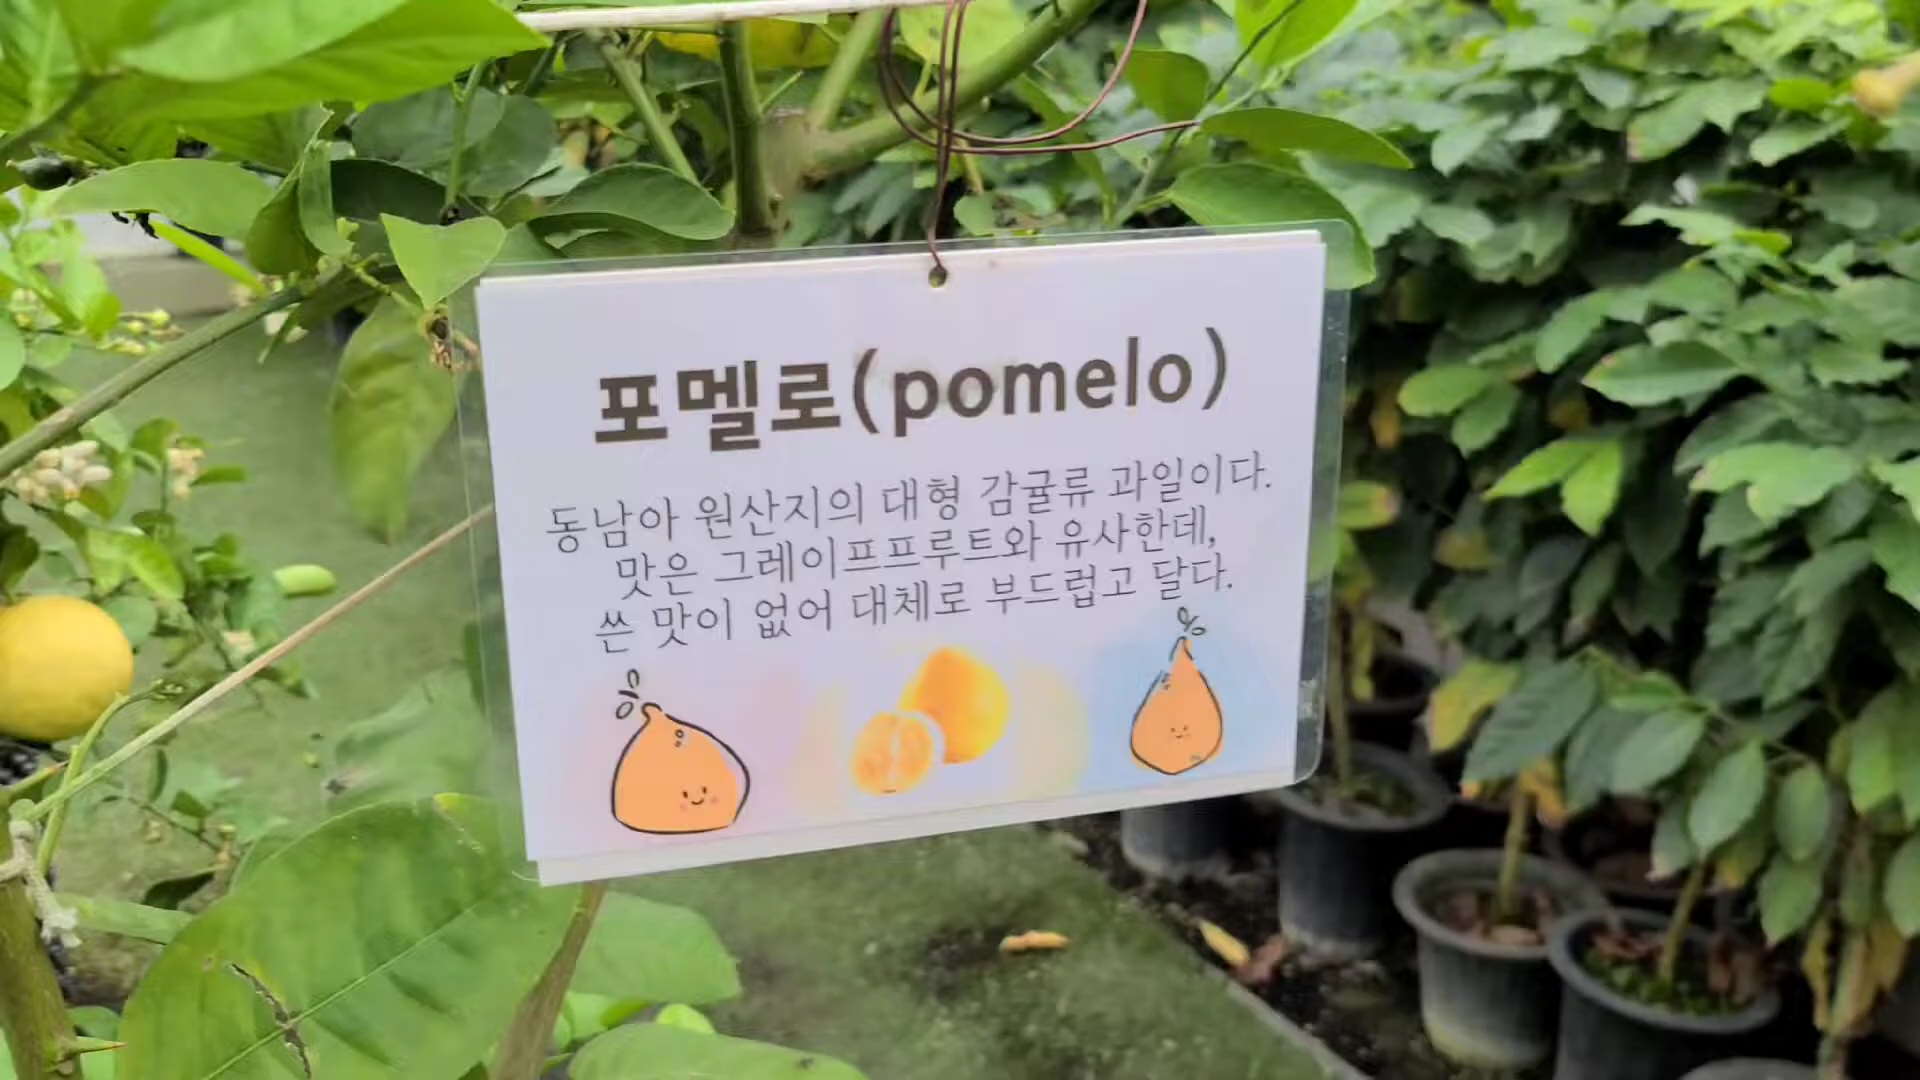 포멜로(pomelo)
동남아 원산지의 대형 감귤류 과일이다.
맛은 그레이프프루트와 유사한데,
쓴 맛이 없어 대체로 부드럽고 달다.